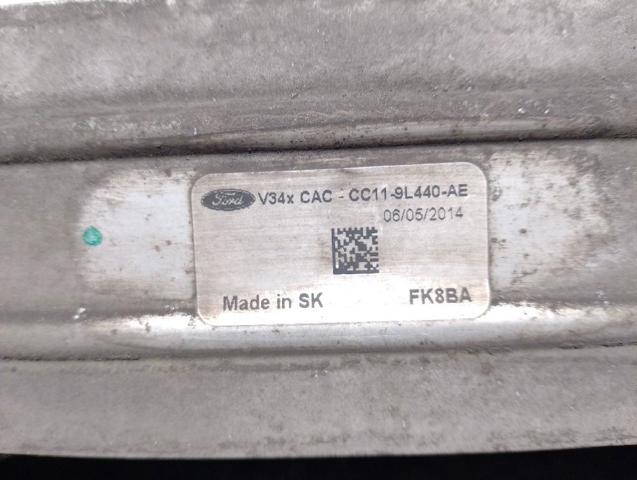 Ford V34x CAC - CC11-9L440-AE
06/05/2014
Made in SK FK8BA